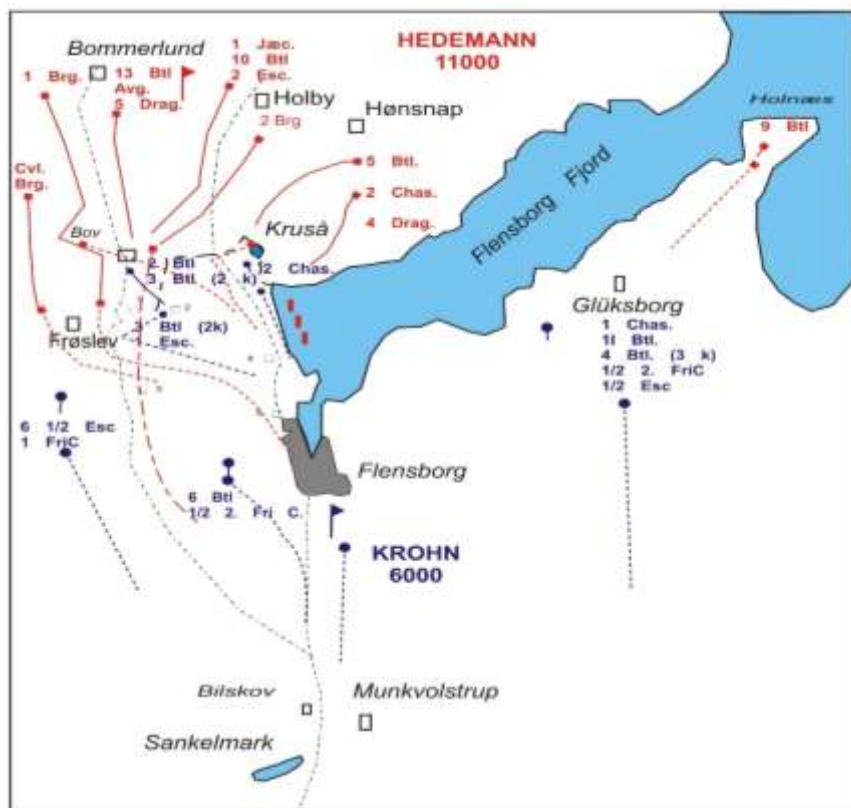 Bommerlund
1 Jæc.
10 Btl
2 Esc.
HEDEMANN
11000
1 Brg.
13 Btl
Avg.
5 Drag.
Holby
Hønsnap
Holnæs
2 Brg
9 Btl
Cvl.
Brg.
5 Btl.
2 Chas.
4 Drag.
Flensborg Fjord
Bov
Kruså
2 Btl
3 Btl (2 k)
2 Chas.
Glüksborg
1 Chas.
1l Btl.
4 Btl. (3 k)
1/2 2. FriC
1/2 Esc
Frøslev
3 Btl (2k)
Esc.
6 1/2 Esc
1 FriC
Flensborg
6 Btl
1/2 2. Fri C.
KROHN
6000
Bilskov
Munkvolstrup
Sankelmark